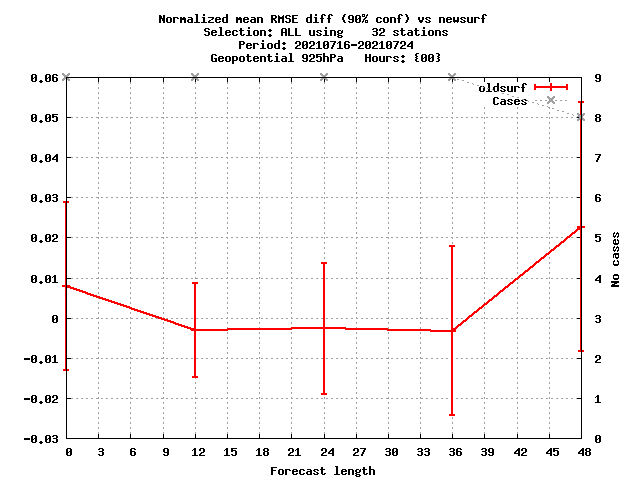 Normalized mean RMSE diff (90% conf) vs newsurf
Selection: ALL using    32 stations
Period: 20210716-20210724
Geopotential 925hPa   Hours: {00}
0.06
0.05
0.04
0.03
0.02
0.01
0
-0.01
-0.02
-0.03
oldsurf
Cases
9
8
7
6
5
4
3
2
1
0
No cases
0 3 6 9 12 15 18 21 24 27 30 33 36 39 42 45 48
Forecast length